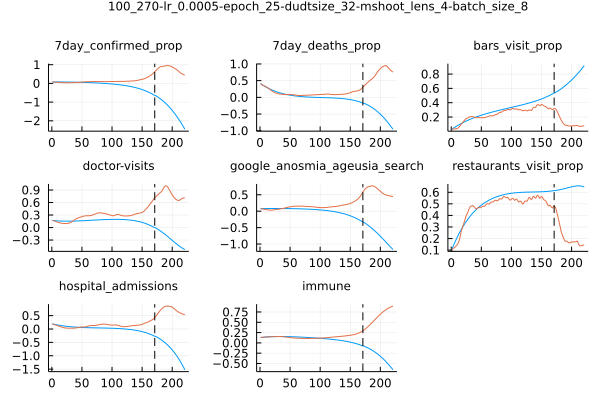 100_270-lr_0.0005-epoch_25-dudtsize_32-mshoot_lens_4-batch_size_8
7day_confirmed_prop 7day_deaths_prop bars_visit_prop
1 0 −1 −2 0 50 100 150 200
1.0 0.5 0.0 −0.5 −1.0 0 50 100 150 200
0.8 0.6 0.4 0.2 0 50 100 150 200
doctor-visits google_anosmia_ageusia_search restaurants_visit_prop
0.9 0.6 0.3 0.0 −0.3 0 50 100 150 200
0.5 0.0 −0.5 −1.0 0 50 100 150 200
0.6 0.5 0.4 0.3 0.2 0.1 0 50 100 150 200
hospital_admissions immune
0.5 0.0 −0.5 −1.0 −1.5 0 50 100 150 200
0.75 0.50 0.25 0.00 −0.25 −0.50 0 50 100 150 200